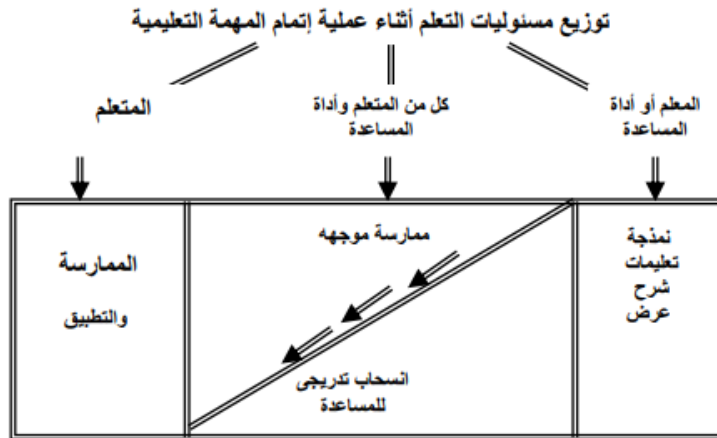 توزيع مسئوليات التعلم أثناء عملية إتمام المهمة التعليمية
المعلم أو أداة
المساعدة
كل من المتعلم وأداة
المساعدة
المتعلم
نمذجة
تعليمات
شرح
عرض
ممارسة موجهه
انسحاب تدريجى
للمساعدة
الممارسة
والتطبيق